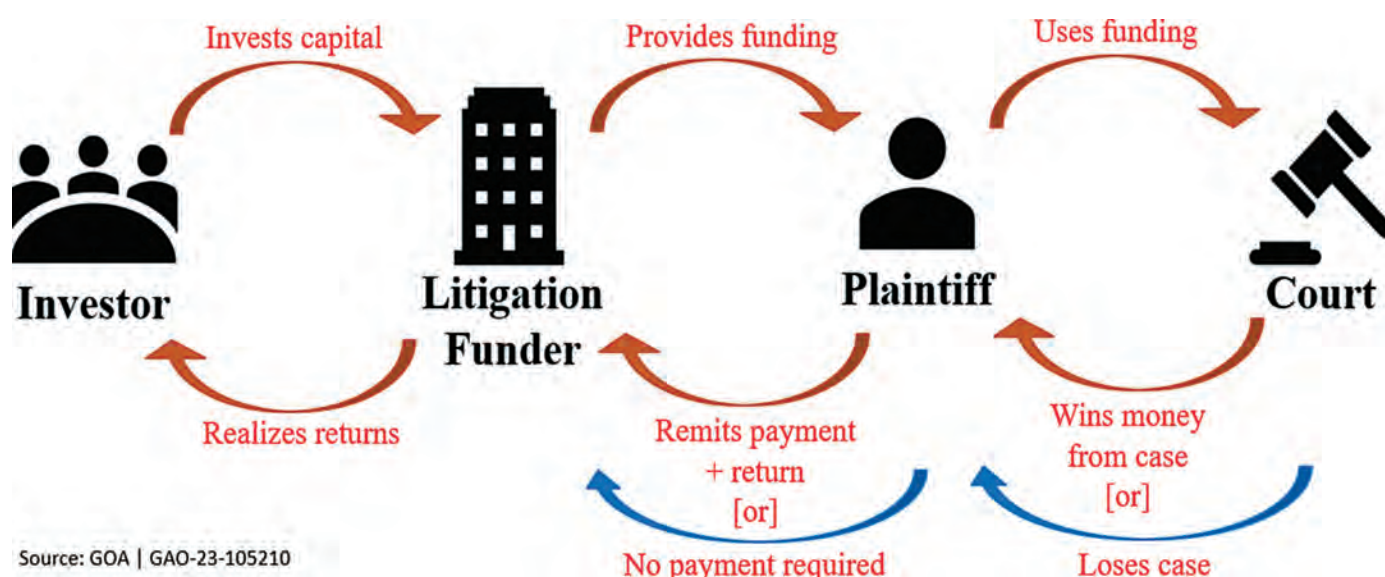 Invests capital
Provides funding
Uses funding
Investor
Litigation
Funder
Plaintiff
Court
Realizes returns
Remits payment
+ return
[or]
No payment required
Wins money
from case
[or]
Loses case
Source: GOA | GAO-23-105210